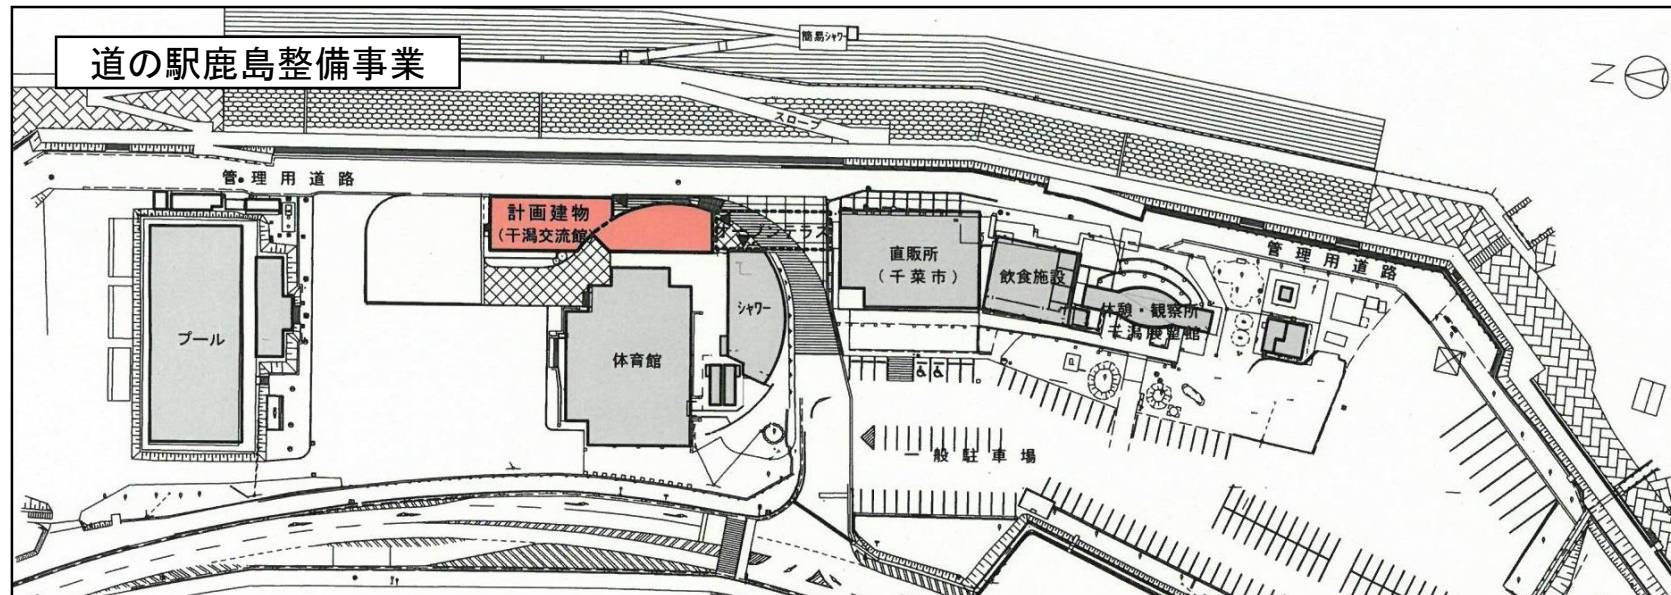 道の駅鹿島整備事業
簡易シャワー
N
スロープ
管理用道路
計画建物
(干潟交流館)
オープンテラス
直販所
(千菜市)
飲食施設
管理用道路
休憩・観察所
干潟展望館
シャワー
プール
体育館
一般駐車場